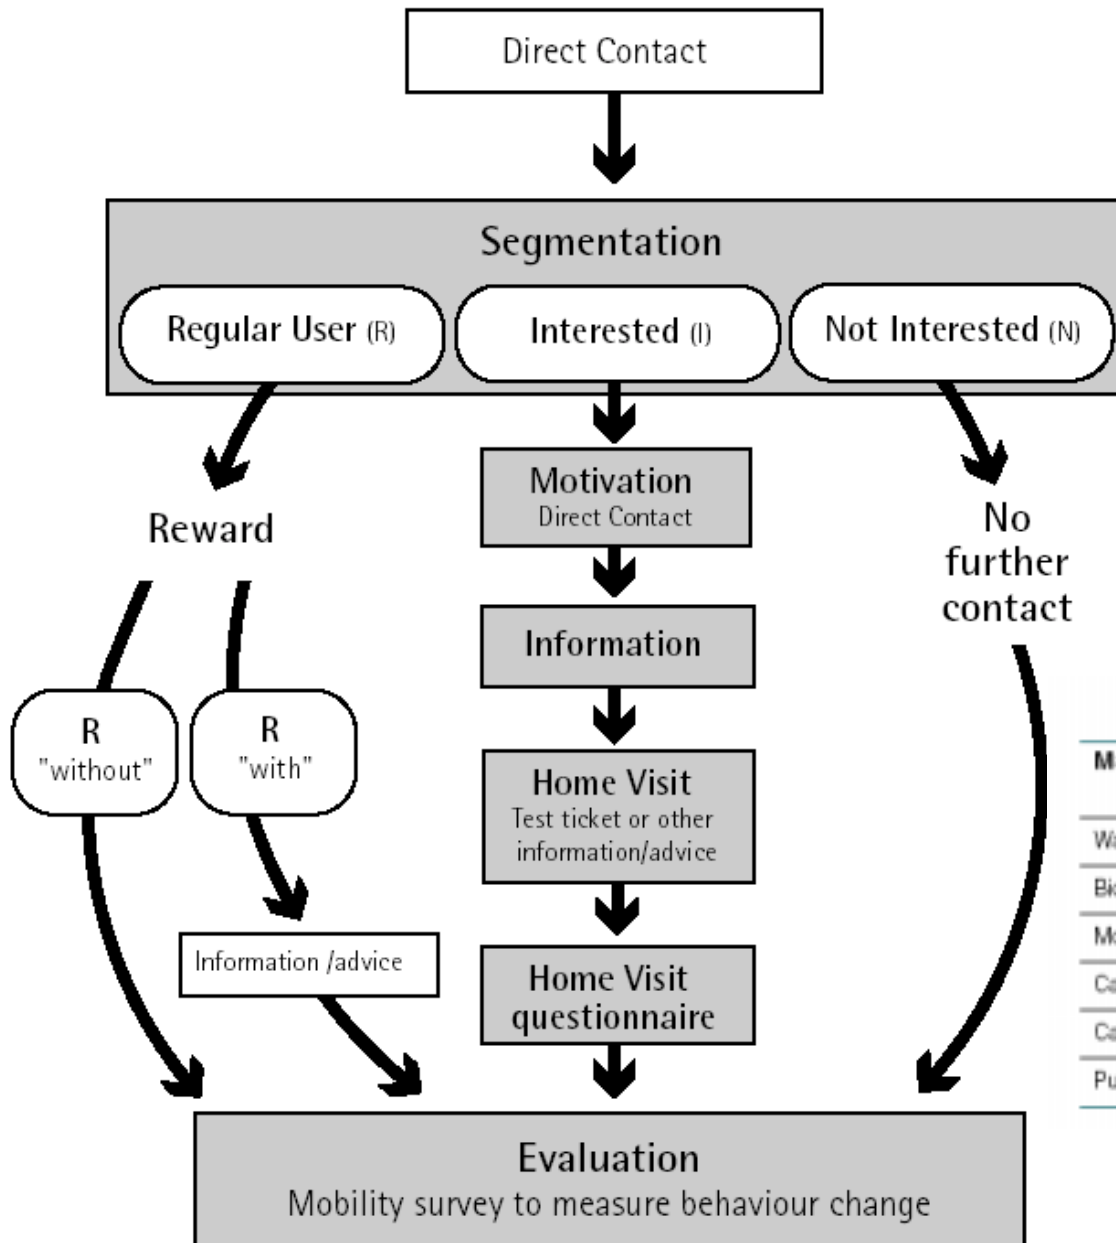 Direct Contact
Segmentation
Regular User (R)
Interested (I)
Not Interested (N)
Reward
Motivation
Direct Contact
No
further
contact
Information
R
"without"
R
"with"
Home Visit
Test ticket or other
information/advice
Information /advice
Home Visit
questionnaire
Evaluation
Mobility survey to measure behaviour change